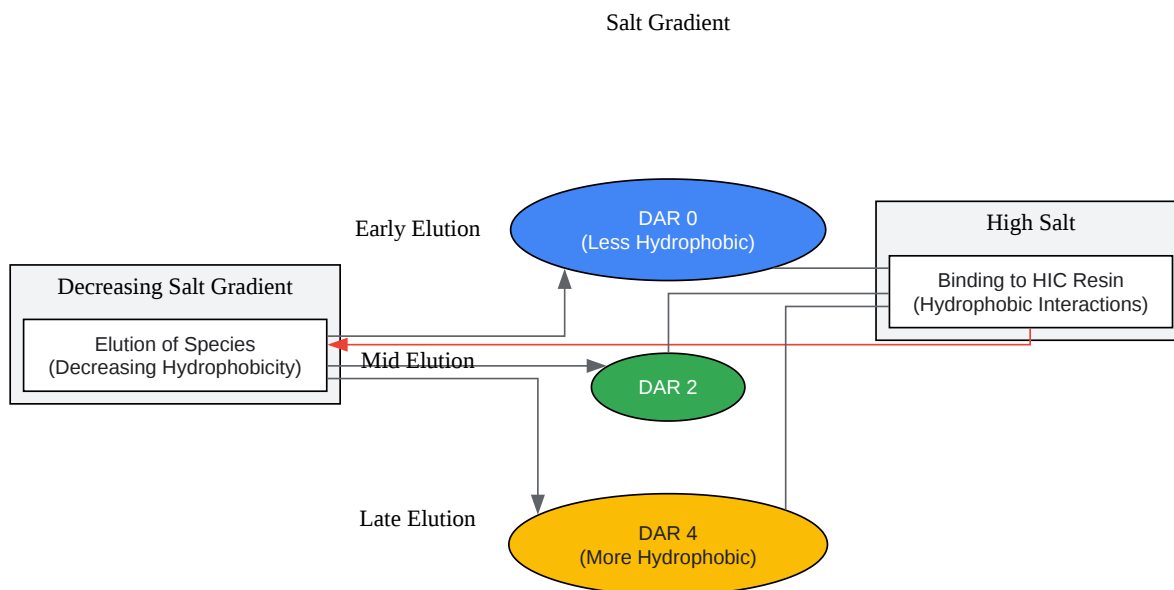 Salt Gradient
Early Elution
DAR 0
(Less Hydrophobic)
High Salt
Binding to HIC Resin
(Hydrophobic Interactions)
Decreasing Salt Gradient
Elution of Species
(Decreasing Hydrophobicity)
Mid Elution
DAR 2
Late Elution
DAR 4
(More Hydrophobic)